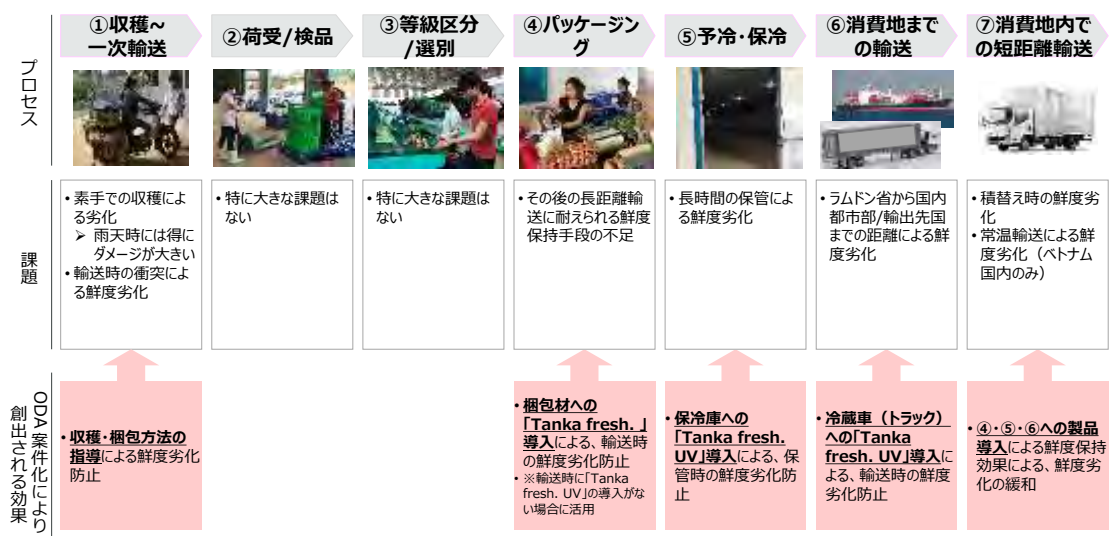 ①収穫~
一次輸送
②荷受/検品
③等級区分
/選別
④パッケージン
グ
⑤予冷・保冷
⑥消費地まで
の輸送
⑦消費地内で
の短距離輸送
プロセス
課題
• 素手での収穫によ
る劣化
➢ 雨天時には得に
ダメージが大きい
• 輸送時の衝突によ
る鮮度劣化
• 特に大きな課題は
ない
• 特に大きな課題は
ない
• その後の長距離輸
送に耐えられる鮮度
保持手段の不足
• 長時間の保管によ
る鮮度劣化
• ラムドン省から国内
都市部/輸出先国
までの距離による鮮
度劣化
• 積替え時の鮮度劣
化
• 常温輸送による鮮
度劣化（ベトナム
国内のみ）
ODA案件化により
創出される効果
• 収穫・梱包方法の
指導による鮮度劣化
防止
• 梱包材への
「Tanka fresh. 」
導入による、輸送時
の鮮度劣化防止
• ※輸送時に「Tanka
fresh. UV」の導入がな
い場合に活用
• 保冷庫への
「Tanka fresh.
UV」導入による、保
管時の鮮度劣化防
止
• 冷蔵車（トラック）
への「Tanka
fresh. UV」導入に
よる、輸送時の鮮度
劣化防止
• ④・⑤・⑥への製品
導入による鮮度保持
効果による、鮮度劣
化の緩和